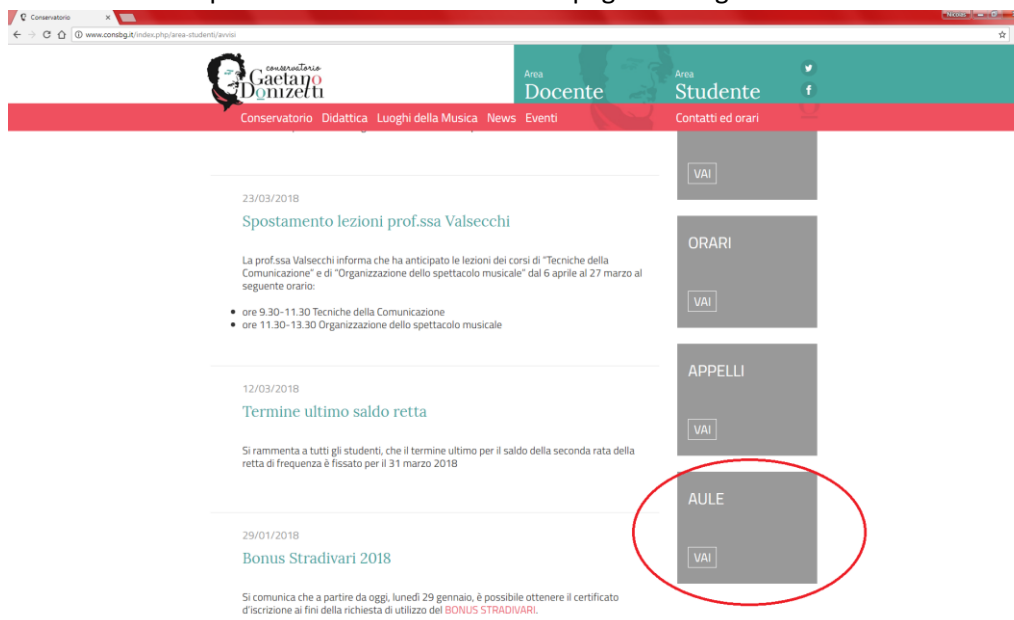 Conservatorio
www.consbg.it/index.php/area-studenti/avvisi
conservatorio
Gaetano
Donizetti
Area
Docente
Area
Studente
Conservatorio Didattica Luoghi della Musica News Eventi
Contatti ed orari
VAI
23/03/2018
Spostamento lezioni prof.ssa Valsecchi
La prof.ssa Valsecchi informa che ha anticipato le lezioni dei corsi di "Tecniche della
Comunicazione" e di "Organizzazione dello spettacolo musicale" dal 6 aprile al 27 marzo al
seguente orario:
ore 9.30-11.30 Tecniche della Comunicazione
ore 11.30-13.30 Organizzazione dello spettacolo musicale
ORARI
VAI
12/03/2018
Termine ultimo saldo retta
Si rammenta a tutti gli studenti, che il termine ultimo per il saldo della seconda rata della
retta di frequenza è fissato per il 31 marzo 2018
APPELLI
VAI
29/01/2018
Bonus Stradivari 2018
Si comunica che a partire da oggi, lunedì 29 gennaio, è possibile ottenere il certificato
d'iscrizione ai fini della richiesta di utilizzo del BONUS STRADIVARI.
AULE
VAI